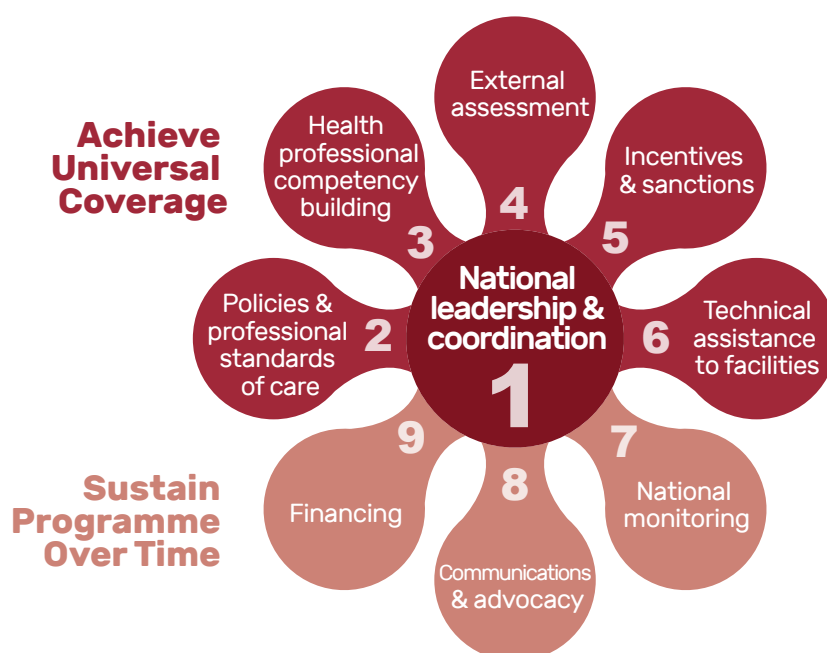 Achieve
Universal
Coverage
National
leadership &
coordination
1
Policies &
professional
standards
of care
2
Health
professional
competency
building
3
External
assessment
4
Incentives
& sanctions
5
Technical
assistance
to facilities
6
National
monitoring
7
Communications
& advocacy
8
Financing
9
Sustain
Programme
Over Time